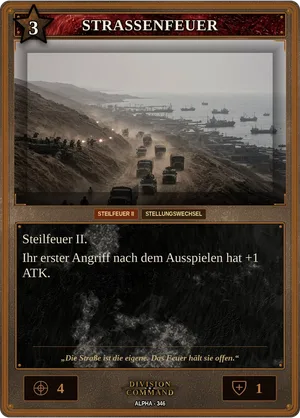 3
STRASSENFEUER
STEILFEUER II
STELLUNGSWECHSEL
Steilfeuer II.
Ihr erster Angriff nach dem Ausspielen hat +1
ATK.
„Die Straße ist die eigene. Das Feuer hält sie offen.“
4
DIVISION
COMMAND
ALPHA · 346
1